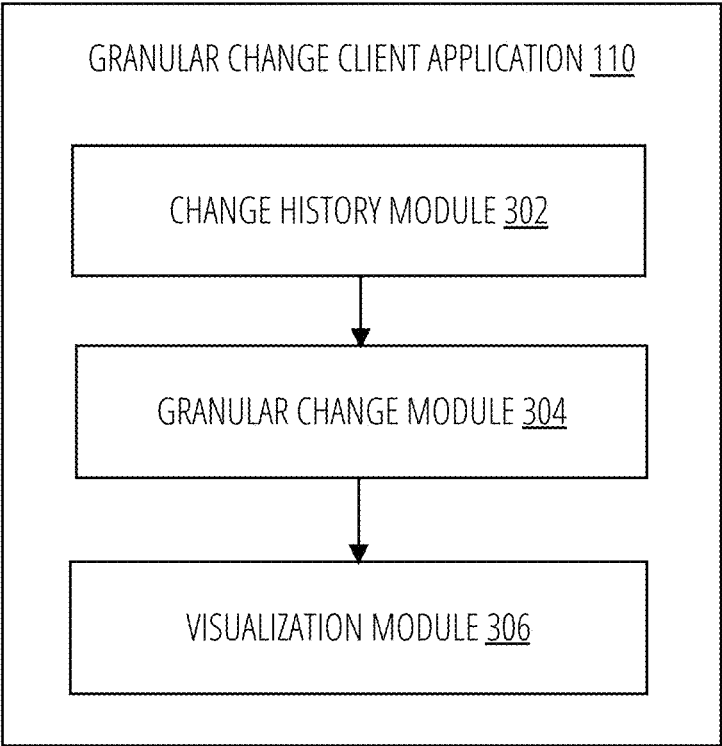 GRANULAR CHANGE CLIENT APPLICATION 110
CHANGE HISTORY MODULE 302
GRANULAR CHANGE MODULE 304
VISUALIZATION MODULE 306